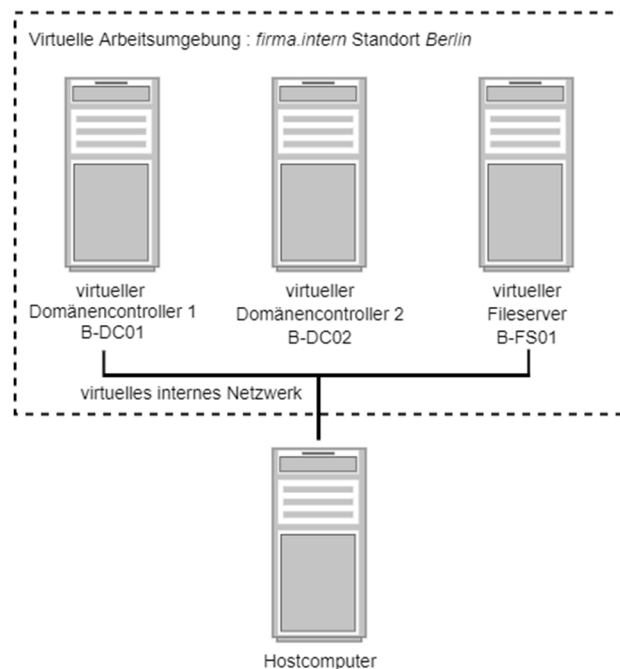 Virtuelle Arbeitsumgebung : firma.intern Standort Berlin
virtueller
Domänencontroller 1
B-DC01
virtueller
Domänencontroller 2
B-DC02
virtueller
Fileserver
B-FS01
virtuelles internes Netzwerk
Hostcomputer